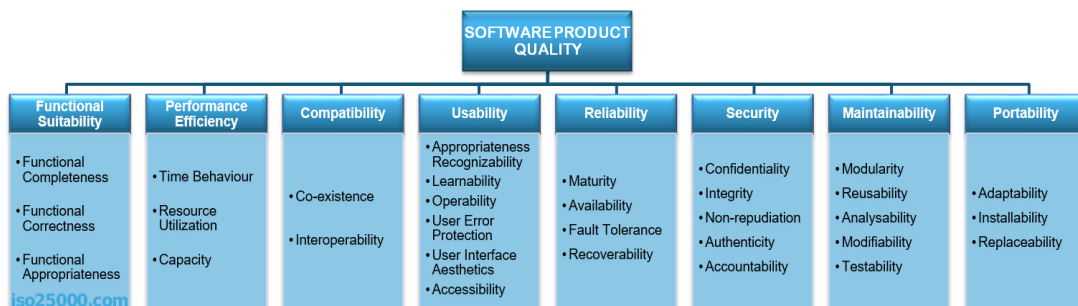 SOFTWARE PRODUCT
QUALITY
Functional
Suitability
• Functional
Completeness
• Functional
Correctness
• Functional
Appropriateness
Performance
Efficiency
• Time Behaviour
• Resource
Utilization
• Capacity
Compatibility
• Co-existence
• Interoperability
Usability
• Appropriateness
Recognizability
• Learnability
• Operability
• User Error
Protection
• User Interface
Aesthetics
• Accessibility
Reliability
• Maturity
• Availability
• Fault Tolerance
• Recoverability
Security
• Confidentiality
• Integrity
• Non-repudiation
• Authenticity
• Accountability
Maintainability
• Modularity
• Reusability
• Analysability
• Modifiability
• Testability
Portability
• Adaptability
• Installability
• Replaceability
iso25000.com